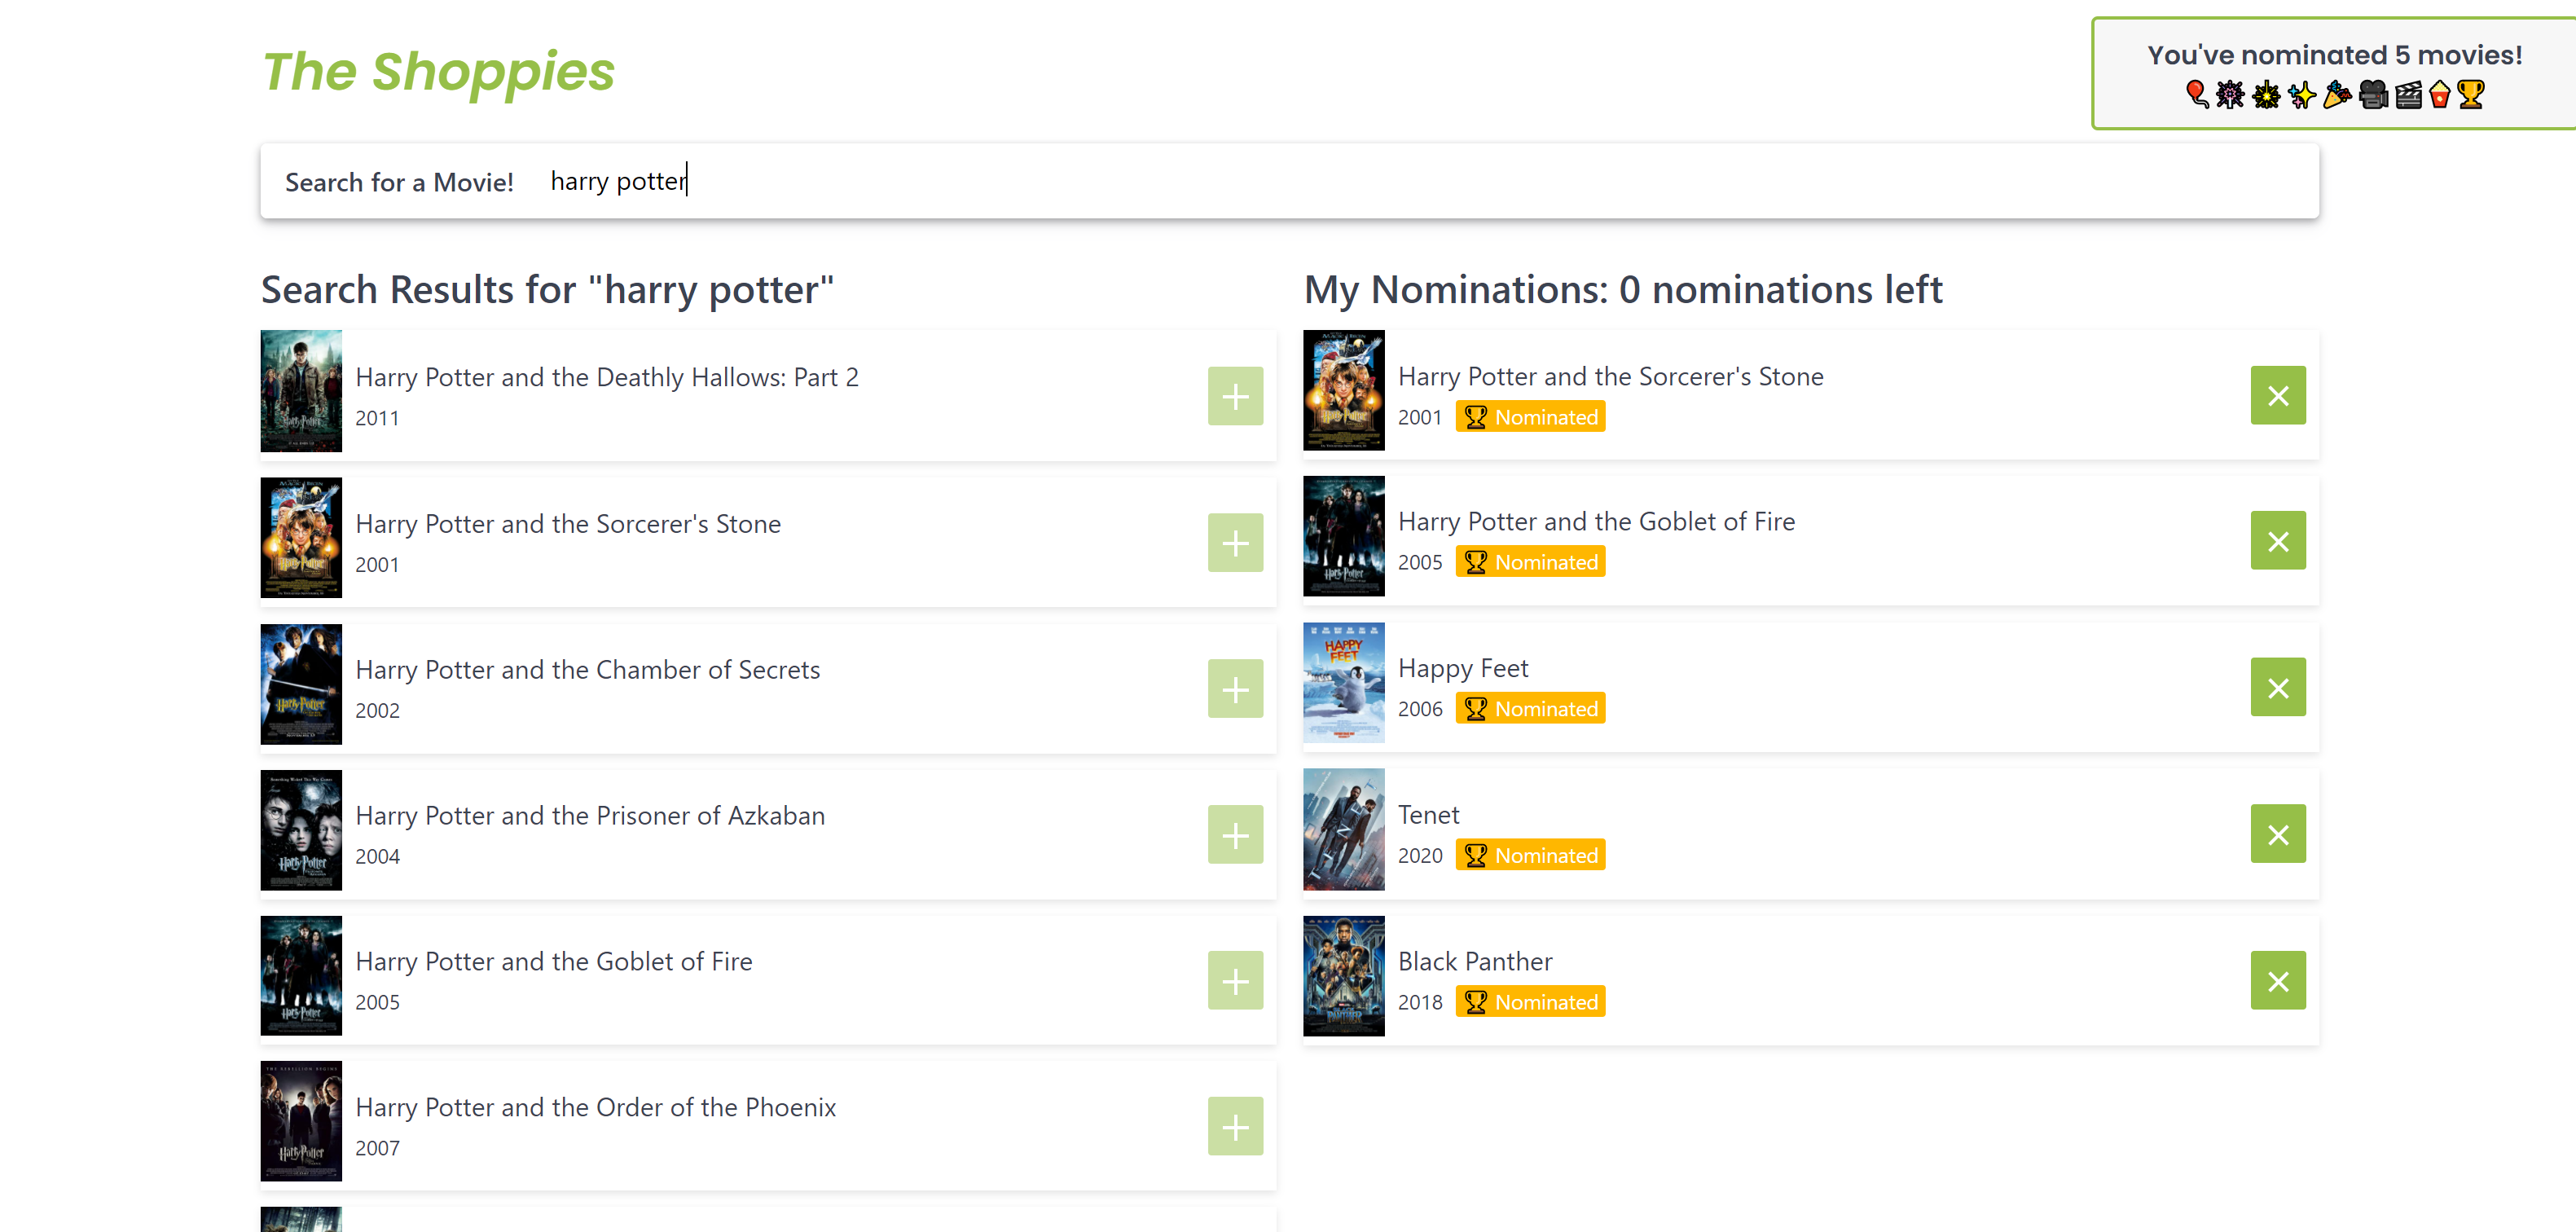 The Shoppies
You've nominated 5 movies!
Search for a Movie! harry potter
Search Results for "harry potter"
Harry Potter and the Deathly Hallows: Part 2
2011
Harry Potter and the Sorcerer's Stone
2001
Harry Potter and the Chamber of Secrets
2002
Harry Potter and the Prisoner of Azkaban
2004
Harry Potter and the Goblet of Fire
2005
Harry Potter and the Order of the Phoenix
2007
My Nominations: 0 nominations left
Harry Potter and the Sorcerer's Stone
2001 Nominated
Harry Potter and the Goblet of Fire
2005 Nominated
HAPPY
FEET
Happy Feet
2006 Nominated
TENET
Tenet
2020 Nominated
Black Panther
2018 Nominated